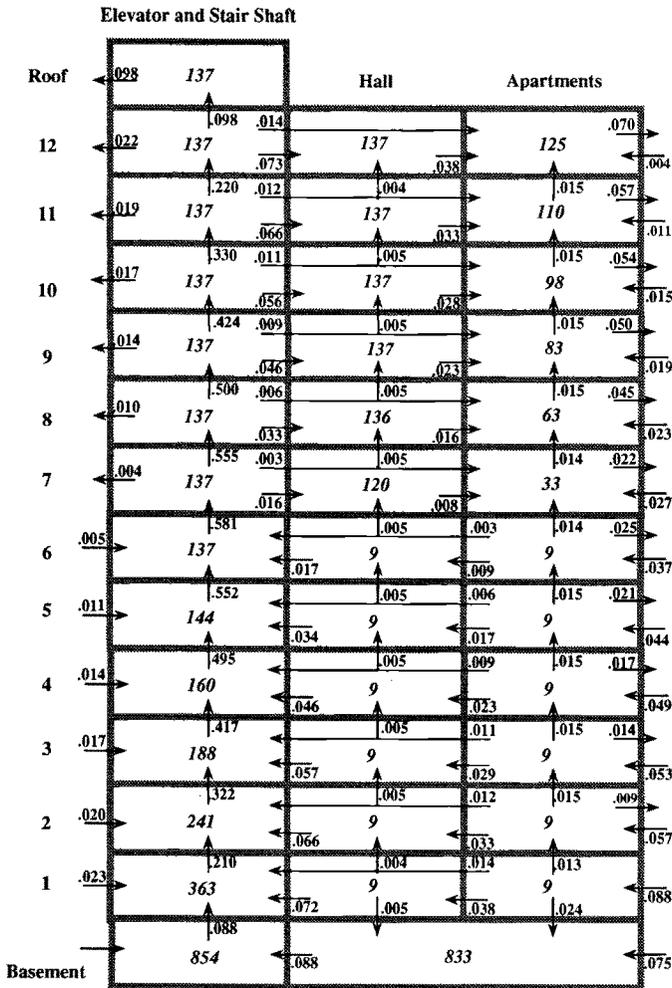 Elevator and Stair Shaft
Roof .098 137 Hall Apartments
.098 .014 .070
12 .022 137 137 125
.073 .038 .004
.220 .012 .004 .015 .057
11 .019 137 137 110
.066 .033 .011
.330 .011 .005 .015 .054
10 .017 137 137 98
.056 .028 .015
.424 .009 .005 .015 .050
9 .014 137 137 83
.046 .023 .019
.500 .006 .005 .015 .045
8 .010 137 136 63
.033 .016 .023
.555 .003 .005 .014 .022
7 .004 137 120 33
.016 .008 .027
.581 .005 .003 .014 .025
6 .005 137 9 9
.017 .009 .037
.552 .005 .006 .015 .021
5 .011 144 9 9
.034 .017 .044
.495 .005 .009 .015 .017
4 .014 160 9 9
.046 .023 .049
.417 .005 .011 .015 .014
3 .017 188 9 9
.057 .029 .053
.322 .005 .012 .015 .009
2 .020 241 9 9
.066 .033 .057
.210 .004 .014 .013
1 .023 363 9 9 .088
.072 .005 .038 .024
.088
Basement 854 .088 833 .075